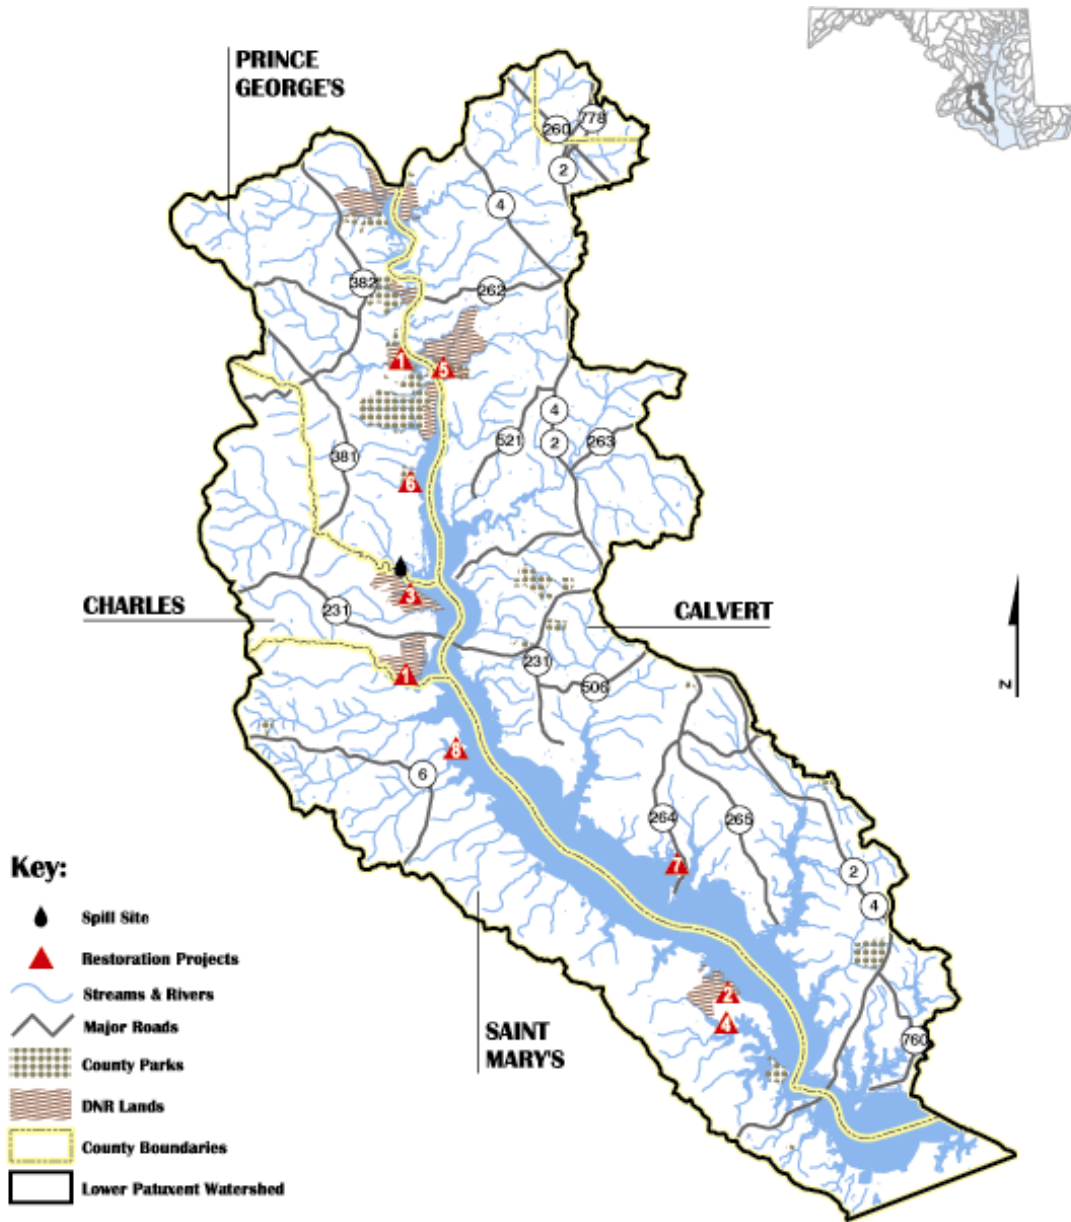 PRINCE
GEORGE'S
260
778
2
4
382
262
1
5
4
521
2
263
381
6
3
CHARLES
231
CALVERT
231
1
506
N
8
6
264
265
7
2
4
Key:
Spill Site
Restoration Projects
Streams & Rivers
2
Major Roads
4
SAINT
MARY'S
760
County Parks
DNR Lands
County Boundaries
Lower Patuxent Watershed